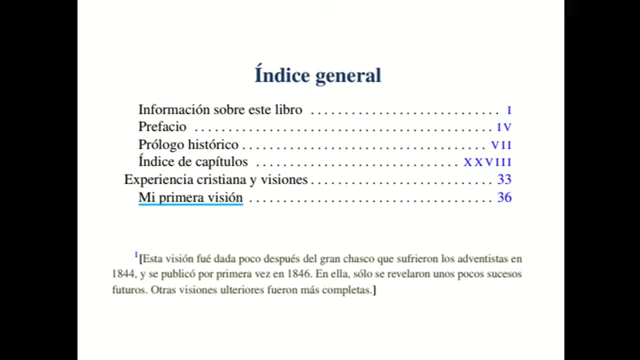 Índice general
Información sobre este libro . . . . . . . . . . . . . . . . . . . . . . . . . . . . I
Prefacio . . . . . . . . . . . . . . . . . . . . . . . . . . . . . . . . . . . . . . . . . . . . IV
Prólogo histórico . . . . . . . . . . . . . . . . . . . . . . . . . . . . . . . . . . . . . VII
Índice de capítulos . . . . . . . . . . . . . . . . . . . . . . . . . . . . . . . XXVIII
Experiencia cristiana y visiones . . . . . . . . . . . . . . . . . . . . . . . . . . . 33
Mi primera visión . . . . . . . . . . . . . . . . . . . . . . . . . . . . . . . . . . . . 36
1[Esta visión fué dada poco después del gran chasco que sufrieron los adventistas en
1844, y se publicó por primera vez en 1846. En ella, sólo se revelaron unos pocos sucesos
futuros. Otras visiones ulteriores fueron más completas.]